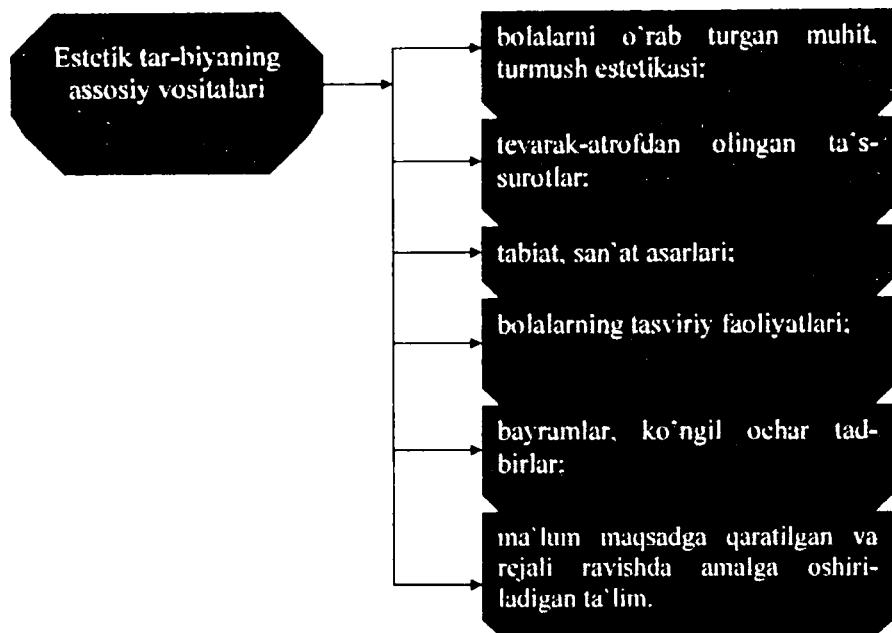 Estetik tar-biyaning
assosiy vositalari
bolalarni o`rab turgan muhit,
turmush estetikasi;
tevarak-atrofdan olingan ta`s-
surotlar;
tabiat, san`at asarlari;
bolalarning tasviriy faoliyatlari;
bayramlar, ko`ngil ochar tad-
birlar;
ma`lum maqsadga qaratilgan va
rejali ravishda amalga oshiri-
ladigan ta`lim.